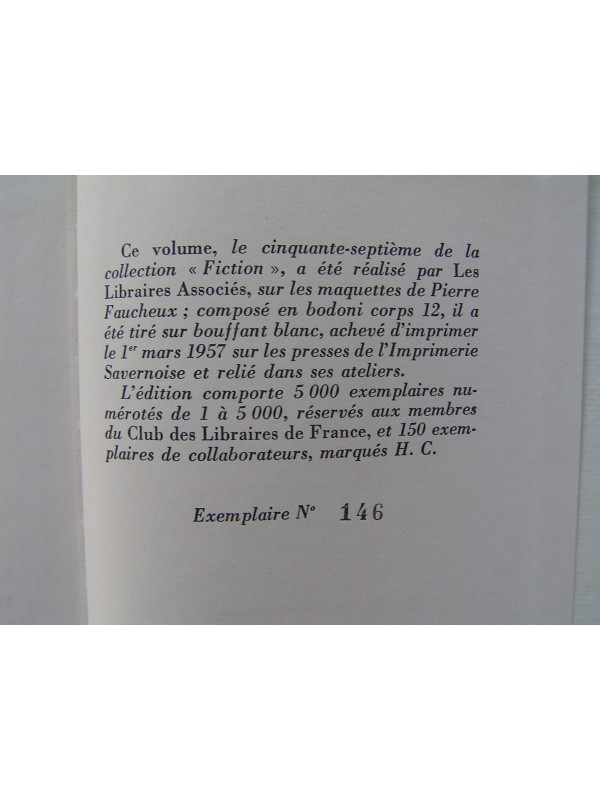 Ce volume, le cinquante-septième de la
collection « Fiction », a été réalisé par Les
Libraires Associés, sur les maquettes de Pierre
Faucheux ; composé en bodoni corps 12, il a
été tiré sur bouffant blanc, achevé d'imprimer
le 1er mars 1957 sur les presses de l'Imprimerie
Savernoise et relié dans ses ateliers.
L'édition comporte 5 000 exemplaires nu-
mérotés de 1 à 5 000, réservés aux membres
du Club des Libraires de France, et 150 exem-
plaires de collaborateurs, marqués H. C.
Exemplaire N° 146